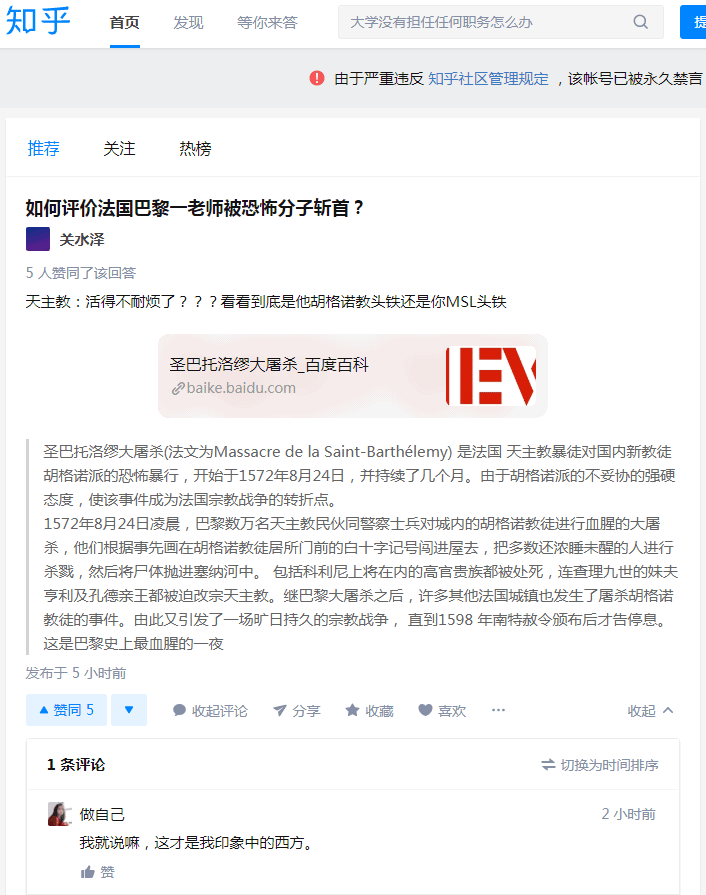 知乎 首页 发现 等你来答 大学没有担任任何职务怎么办 提
由于严重违反 知乎社区管理规定 ，该帐号已被永久禁言
推荐 关注 热榜
如何评价法国巴黎一老师被恐怖分子斩首？
关水泽
5 人赞同了该回答
天主教：活得不耐烦了？？？看看到底是他胡格诺教头铁还是你MSL头铁
圣巴托洛缪大屠杀_百度百科
baike.baidu.com
圣巴托洛缪大屠杀(法文为Massacre de la Saint-Barthélemy) 是法国 天主教暴徒对国内新教徒
胡格诺派的恐怖暴行，开始于1572年8月24日，并持续了几个月。由于胡格诺派的不妥协的强硬
态度，使该事件成为法国宗教战争的转折点。
1572年8月24日凌晨，巴黎数万名天主教民伙同警察士兵对城内的胡格诺教徒进行血腥的大屠
杀，他们根据事先画在胡格诺教徒居所门前的白十字记号闯进屋去，把多数还浓睡未醒的人进行
杀戮，然后将尸体抛进塞纳河中。 包括科利尼上将在内的高官贵族都被处死，连查理九世的妹夫
亨利及孔德亲王都被迫改宗天主教。继巴黎大屠杀之后，许多其他法国城镇也发生了屠杀胡格诺
教徒的事件。由此又引发了一场旷日持久的宗教战争， 直到1598 年南特赦令颁布后才告停息。
这是巴黎史上最血腥的一夜
发布于 5 小时前
赞同 5 收起评论 分享 收藏 喜欢 ··· 收起
1 条评论 切换为时间排序
做自己 2 小时前
我就说嘛，这才是我印象中的西方。
赞